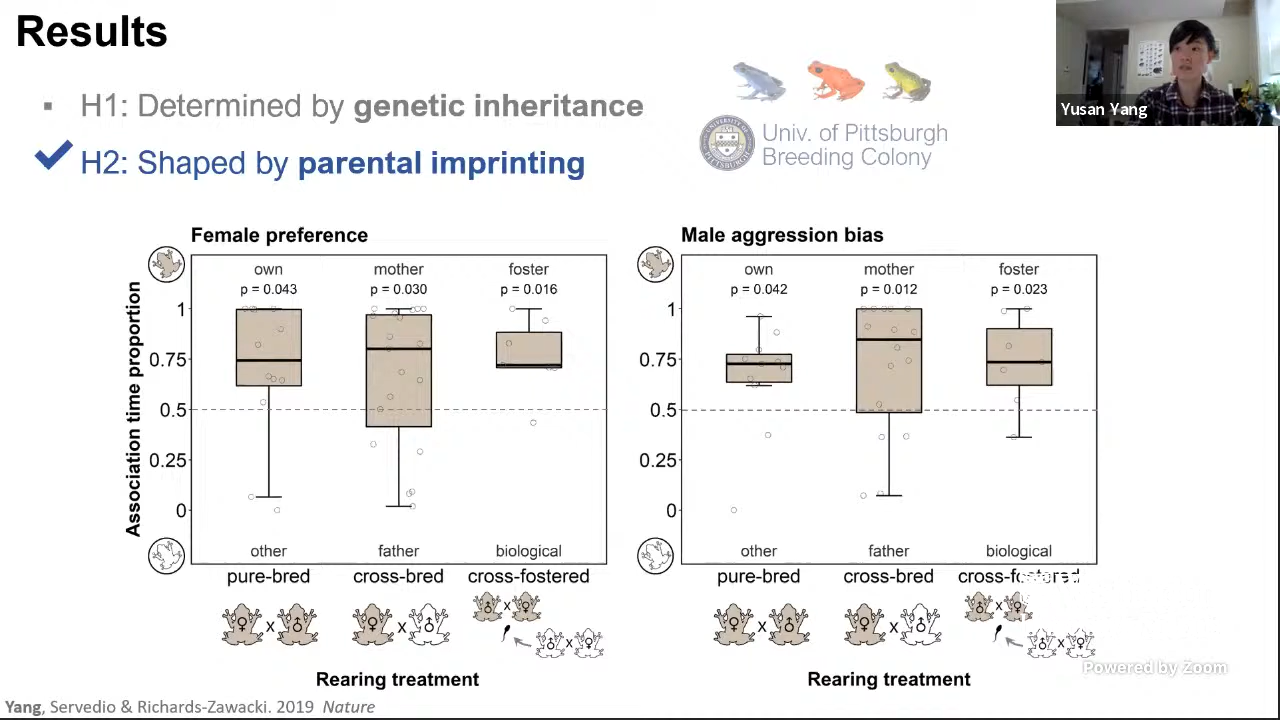 Results
▪ H1: Determined by genetic inheritance
✔ H2: Shaped by parental imprinting
Univ. of Pittsburgh
Breeding Colony
Yusan Yang
Female preference
Association time proportion
1
0.75
0.5
0.25
0
own
p = 0.043
mother
p = 0.030
foster
p = 0.016
other
father
biological
pure-bred
cross-bred
cross-fostered
♀ x ♂
♀ x ♂
♂ x ♀
♂ x ♀
Rearing treatment
Male aggression bias
1
0.75
0.5
0.25
0
own
p = 0.042
mother
p = 0.012
foster
p = 0.023
other
father
biological
pure-bred
cross-bred
cross-fostered
♀ x ♂
♀ x ♂
♂ x ♀
♂ x ♀
Rearing treatment
Powered by Zoom
Yang, Servedio & Richards-Zawacki. 2019 Nature